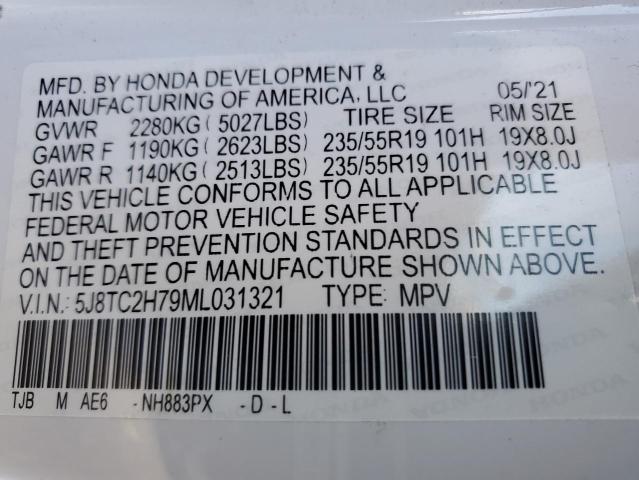 MFD. BY HONDA DEVELOPMENT &
MANUFACTURING OF AMERICA, LLC 05/'21
GVWR 2280KG ( 5027LBS) TIRE SIZE RIM SIZE
GAWR F 1190KG ( 2623LBS) 235/55R19 101H 19X8.0J
GAWR R 1140KG ( 2513LBS) 235/55R19 101H 19X8.0J
THIS VEHICLE CONFORMS TO ALL APPLICABLE
FEDERAL MOTOR VEHICLE SAFETY
AND THEFT PREVENTION STANDARDS IN EFFECT
ON THE DATE OF MANUFACTURE SHOWN ABOVE.
V.I.N.: 5J8TC2H79ML031321 TYPE: MPV
TJB M AE6 -NH883PX - D - L
HONDA HONDA HONDA